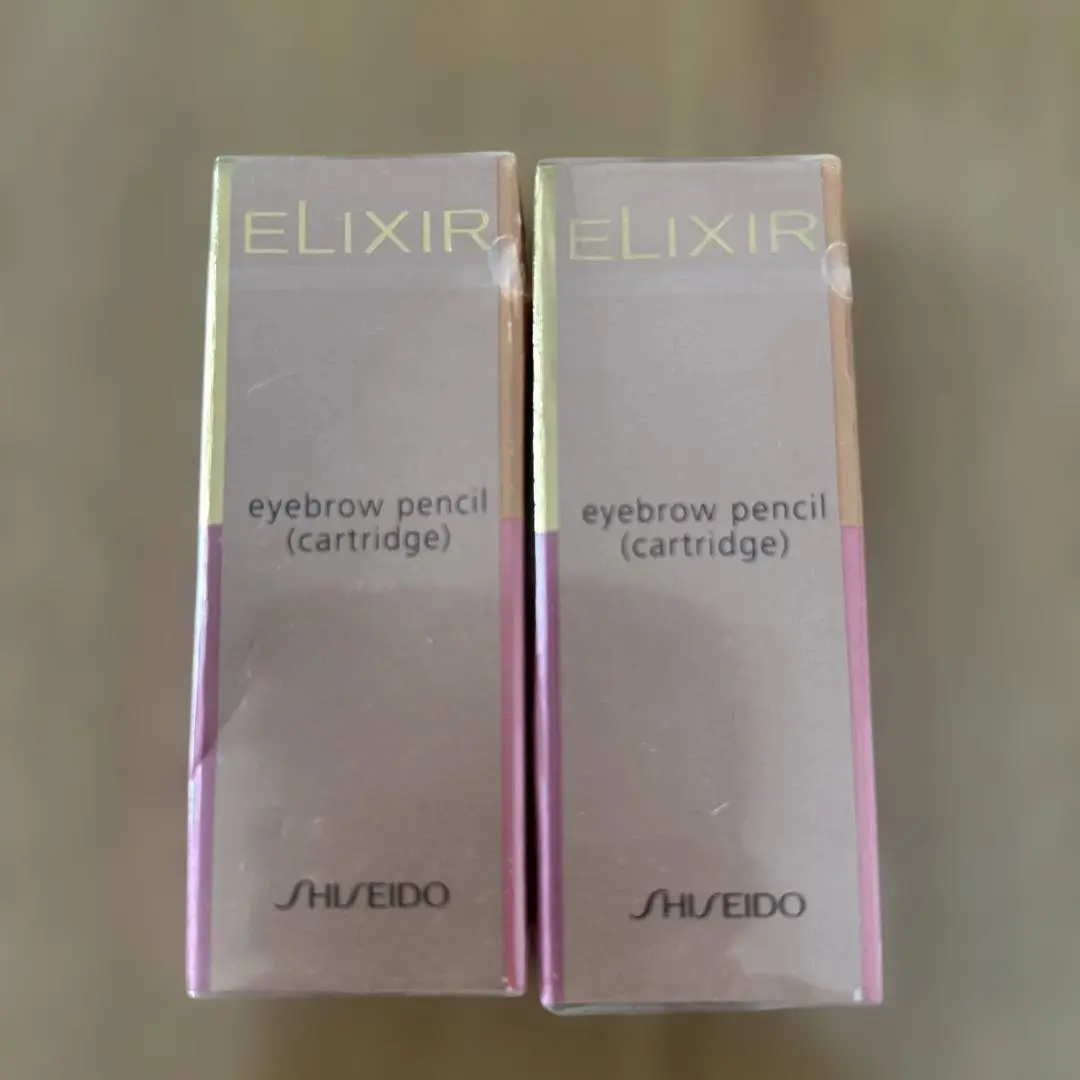 ELIXIR
eyebrow pencil
(cartridge)
SHISEIDO
ELIXIR
eyebrow pencil
(cartridge)
SHISEIDO